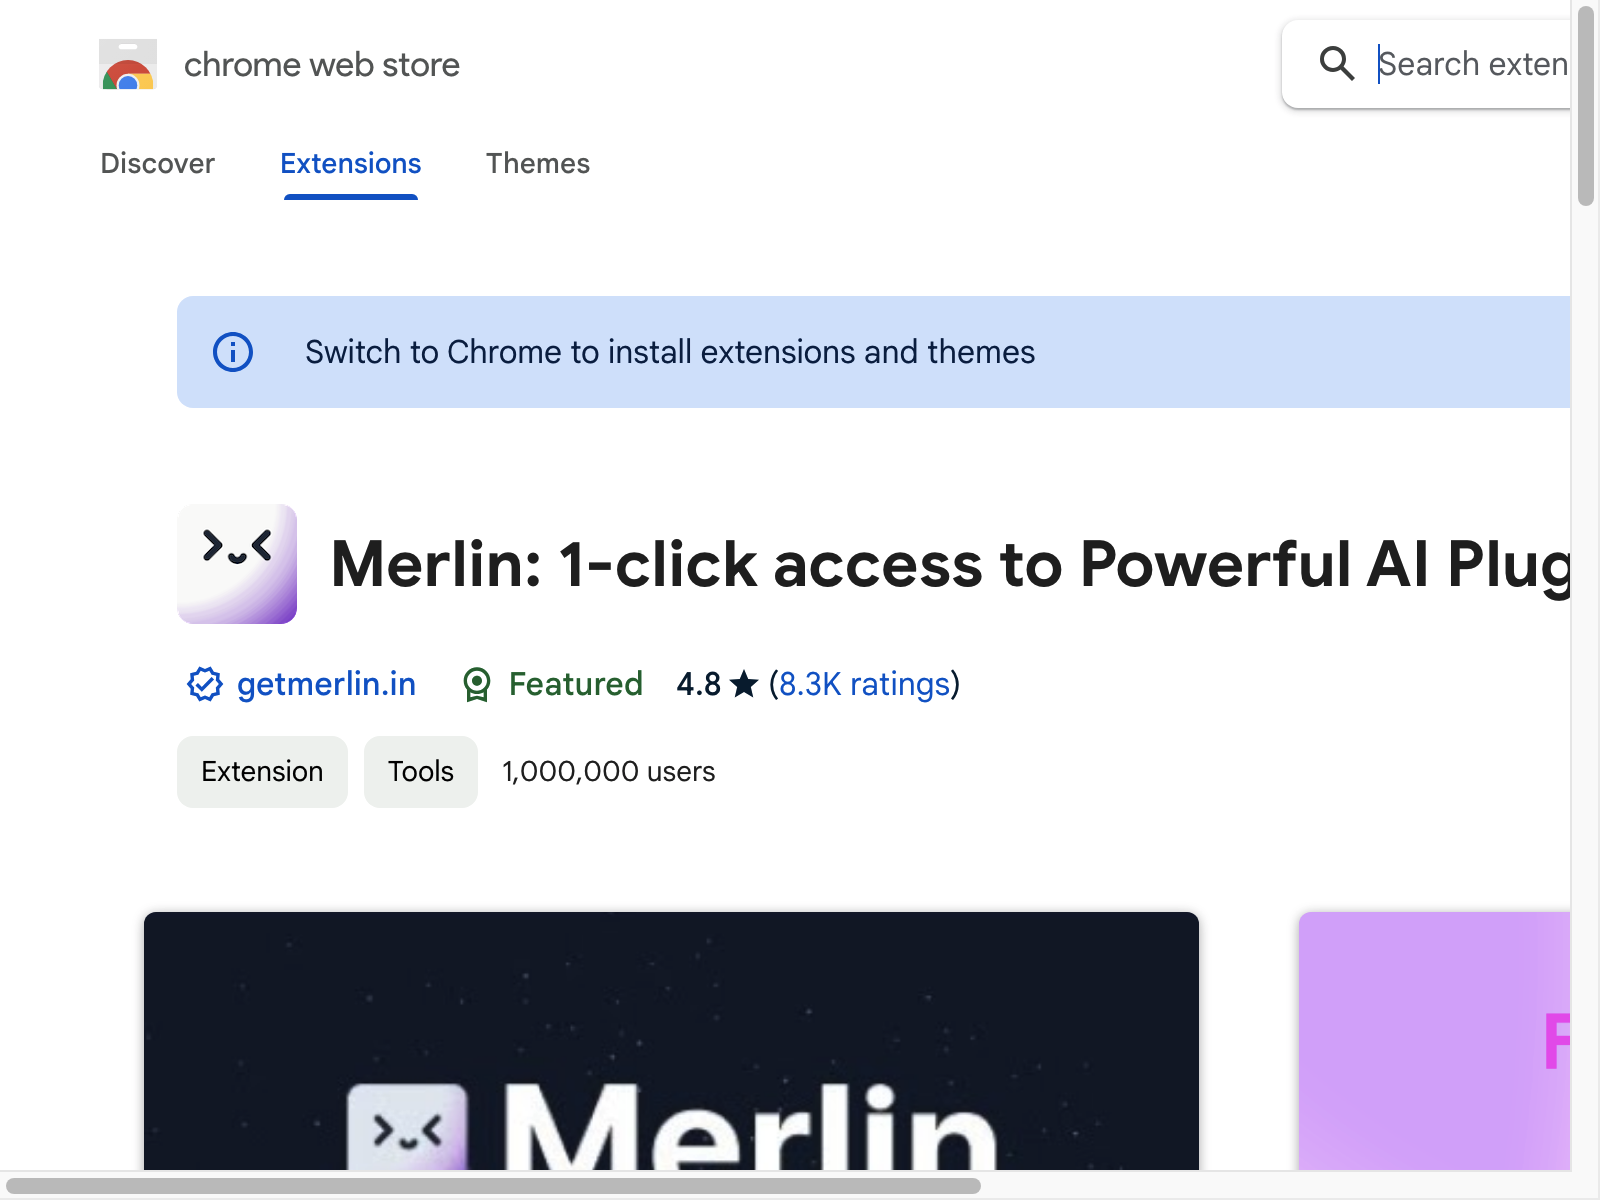 chrome web store
Search exten
Discover
Extensions
Themes
Switch to Chrome to install extensions and themes
Merlin: 1-click access to Powerful AI Plug
getmerlin.in
Featured
4.8 ★ (8.3K ratings)
Extension
Tools
1,000,000 users
Merlin
F